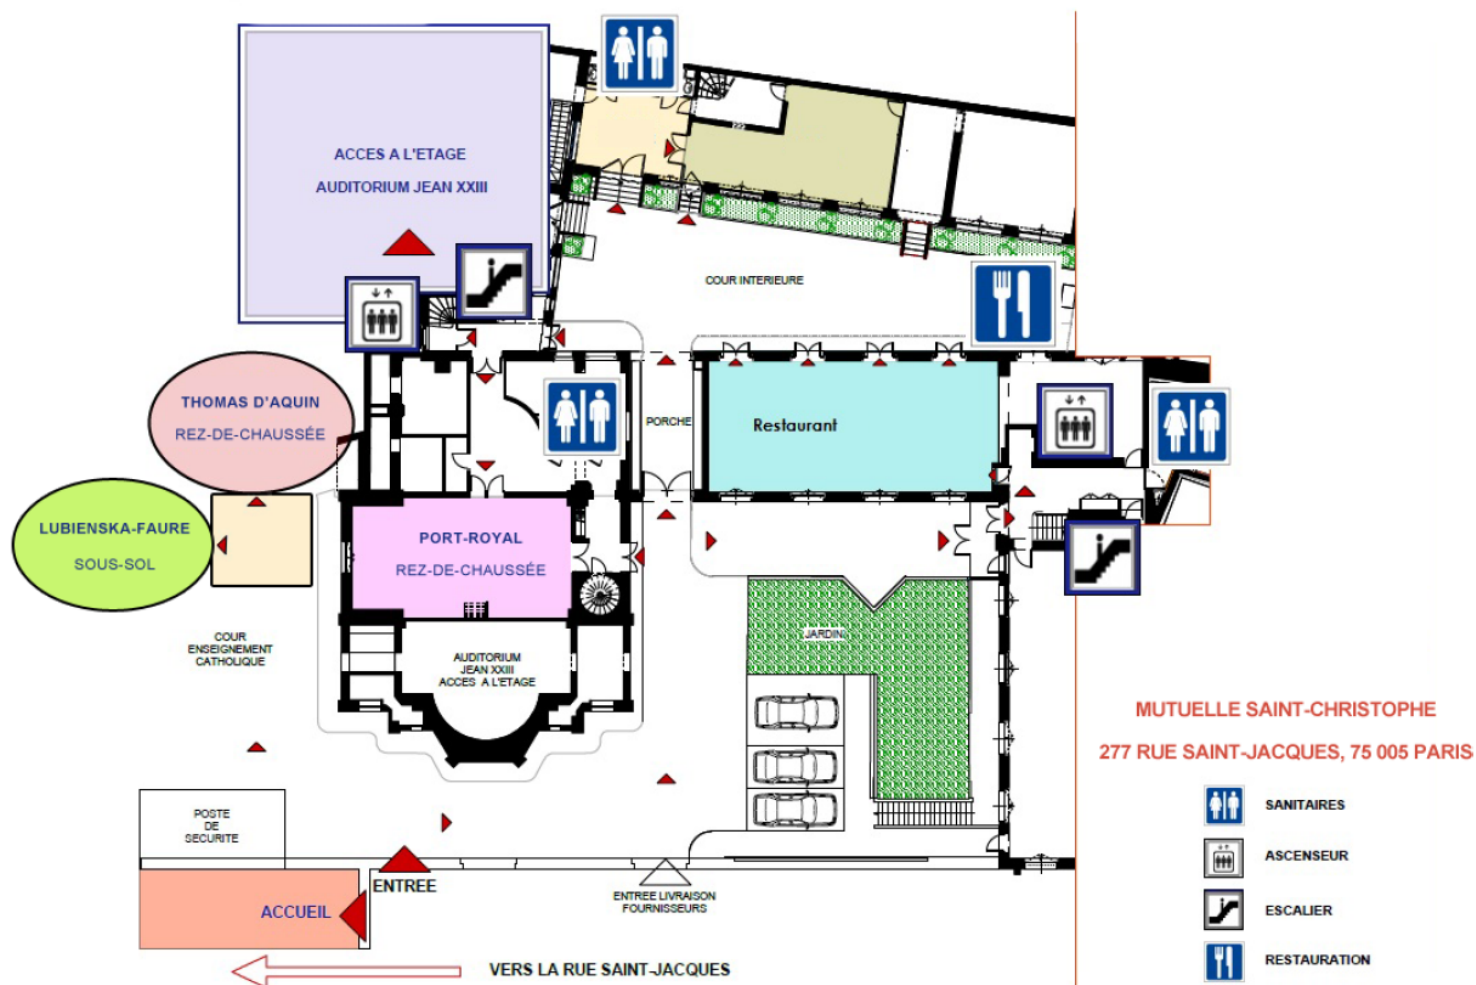 ACCES A L'ETAGE
AUDITORIUM JEAN XXIII
COUR INTERIEURE
THOMAS D'AQUIN
REZ-DE-CHAUSSÉE
PORCHE
Restaurant
LUBIENSKA-FAURE
SOUS-SOL
PORT-ROYAL
REZ-DE-CHAUSSÉE
COUR
ENSEIGNEMENT
CATHOLIQUE
AUDITORIUM
JEAN XXIII
ACCES A L'ETAGE
JARDIN
MUTUELLE SAINT-CHRISTOPHE
277 RUE SAINT-JACQUES, 75 005 PARIS
SANITAIRES
ASCENSEUR
ESCALIER
RESTAURATION
POSTE
DE
SECURITE
ENTREE
ACCUEIL
ENTREE LIVRAISON
FOURNISSEURS
VERS LA RUE SAINT-JACQUES